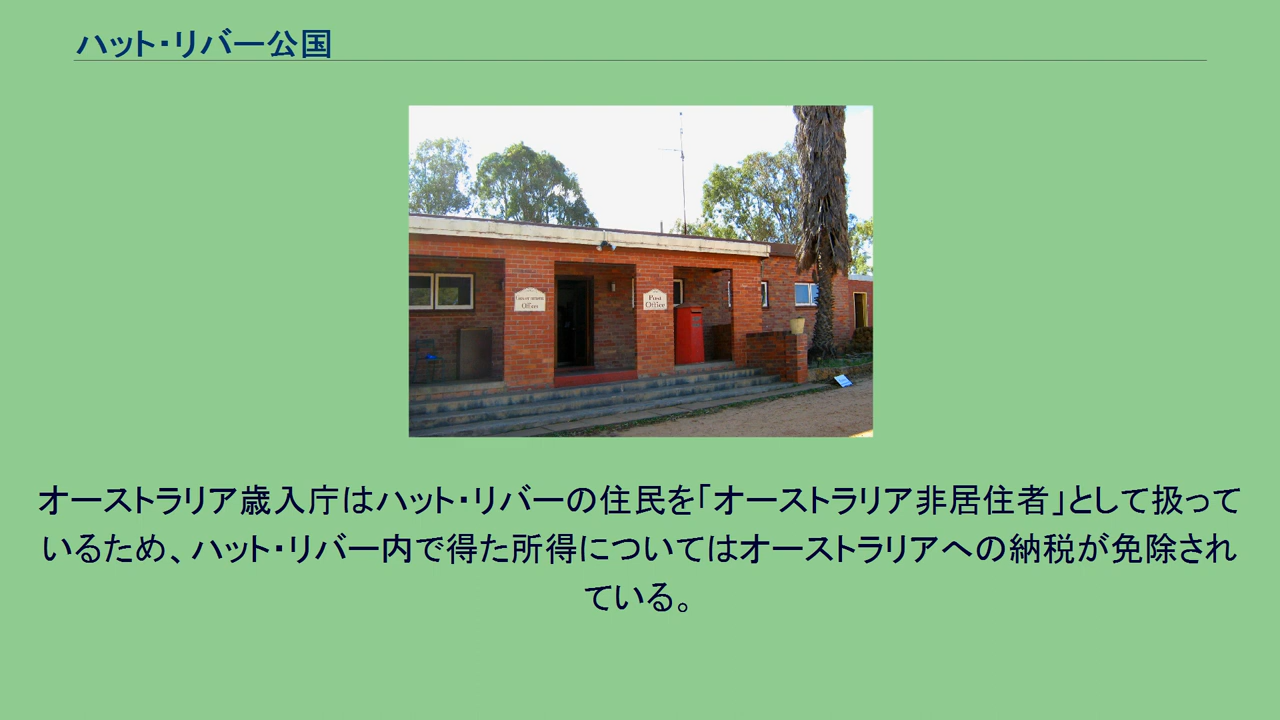 ハット・リバー公国
Government
Office
Post
Office
オーストラリア歳入庁はハット・リバーの住民を「オーストラリア非居住者」として扱って
いるため、ハット・リバー内で得た所得についてはオーストラリアへの納税が免除され
ている。